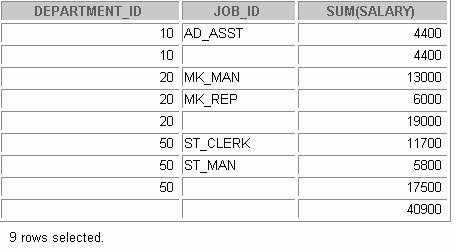 DEPARTMENT_ID JOB_ID SUM(SALARY)
10 AD_ASST 4400
10 4400
20 MK_MAN 13000
20 MK_REP 6000
20 19000
50 ST_CLERK 11700
50 ST_MAN 5800
50 17500
40900
9 rows selected.